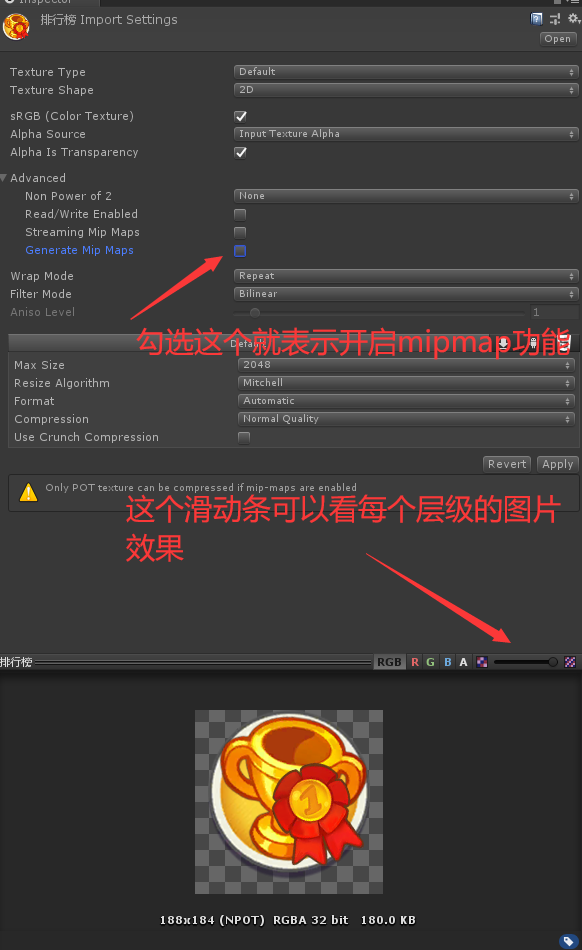 Inspector
排行榜 Import Settings
Open
Texture Type Default
Texture Shape 2D
sRGB (Color Texture)
Alpha Source Input Texture Alpha
Alpha Is Transparency
Advanced
Non Power of 2 None
Read/Write Enabled
Streaming Mip Maps
Generate Mip Maps
Wrap Mode Repeat
Filter Mode Bilinear
Aniso Level 1
勾选这个就表示开启mipmap功能
Default
Max Size 2048
Resize Algorithm Mitchell
Format Automatic
Compression Normal Quality
Use Crunch Compression
Revert Apply
Only POT texture can be compressed if mip-maps are enabled
这个滑动条可以看每个层级的图片
效果
排行榜 RGB R G B A
1
188x184 (NPOT) RGBA 32 bit 180.0 KB